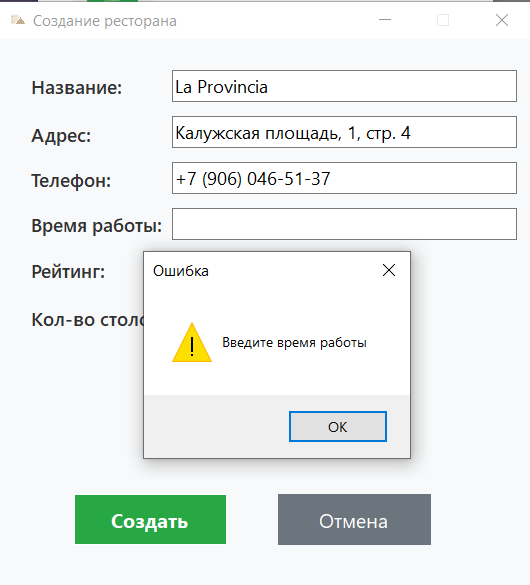 Создание ресторана
Название: La Provincia
Адрес: Калужская площадь, 1, стр. 4
Телефон: +7 (906) 046-51-37
Время работы:
Рейтинг:
Кол-во
Ошибка
Введите время работы
OK
Создать Отмена